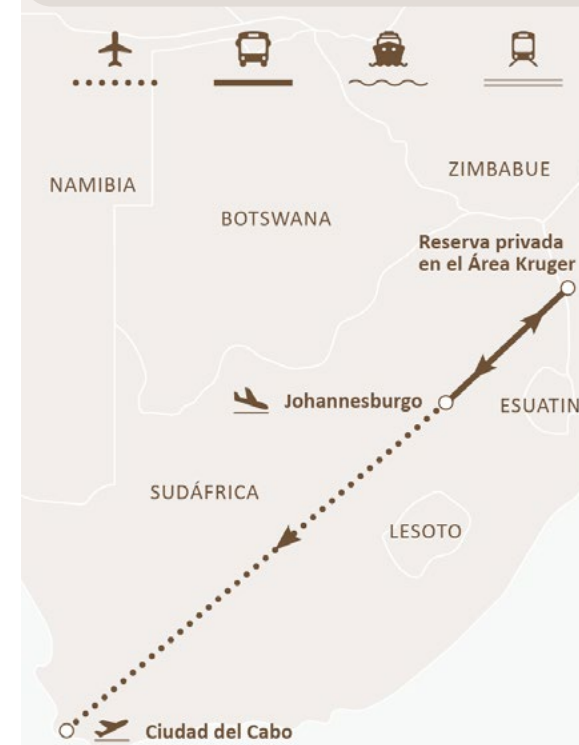 ZIMBABUE
NAMIBIA
BOTSWANA
Reserva privada
en el Área Kruger
Johannesburgo
ESUATIN
SUDÁFRICA
LESOTO
Ciudad del Cabo